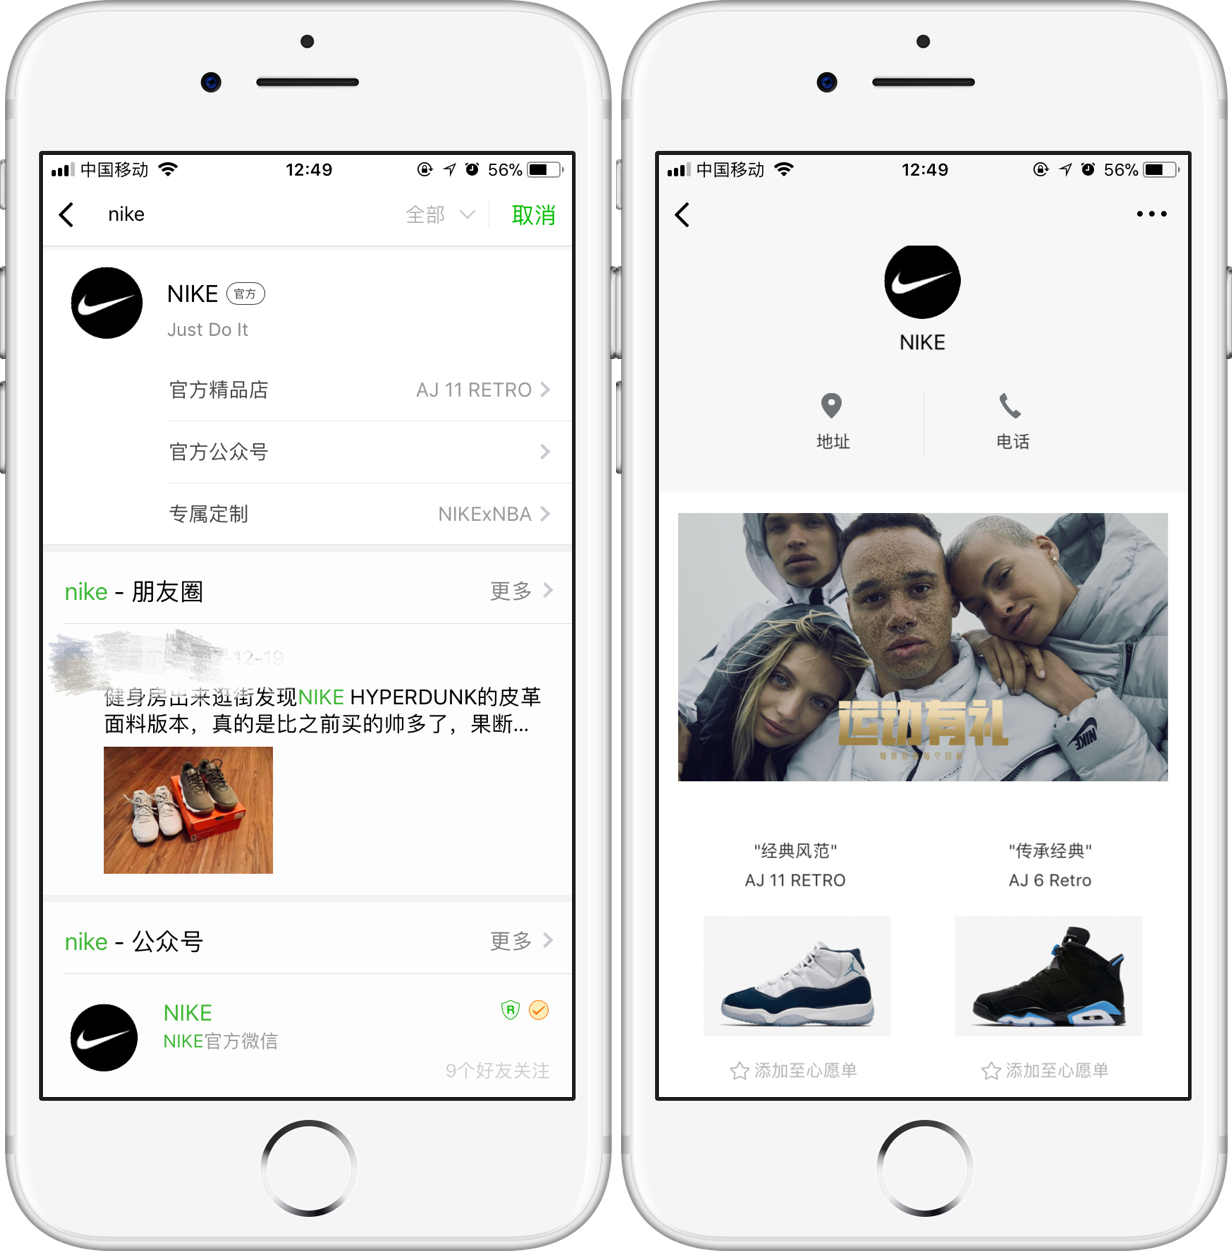 中国移动
12:49
56%
nike
全部
取消
NIKE 官方
Just Do It
官方精品店
AJ 11 RETRO
官方公众号
专属定制
NIKExNBA
nike - 朋友圈
更多
7-12-19
健身房出来逛街发现NIKE HYPERDUNK的皮革
面料版本，真的是比之前买的帅多了，果断...
nike - 公众号
更多
NIKE
R
NIKE官方微信
9个好友关注
中国移动
12:49
56%
NIKE
地址
电话
运动有礼
NIKE
"经典风范"
AJ 11 RETRO
"传承经典"
AJ 6 Retro
添加至心愿单
添加至心愿单